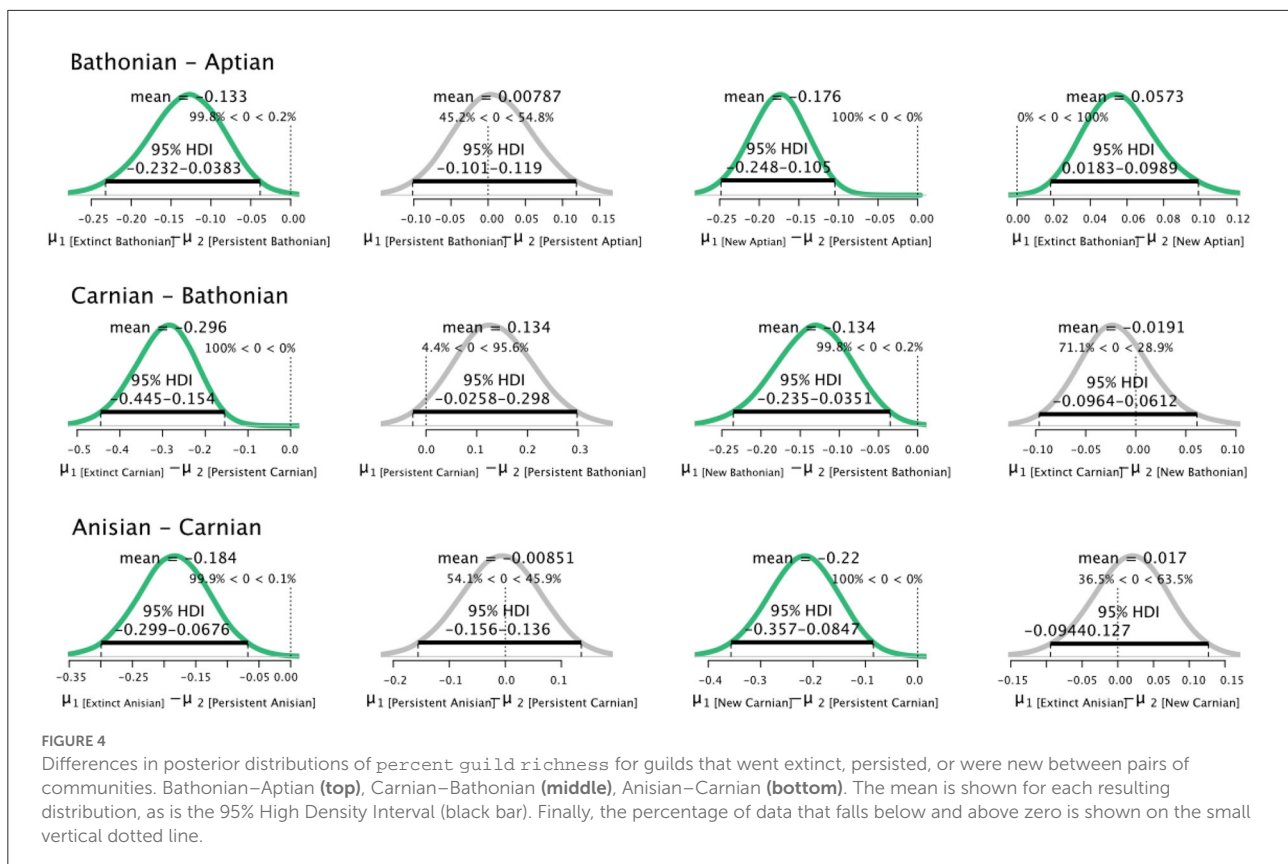 Bathonian – Aptian
mean = -0.133
99.8% < 0 < 0.2%
95% HDI
-0.232-0.0383
-0.25 -0.20 -0.15 -0.10 -0.05 0.00
μ1 [Extinct Bathonian] -μ 2 [Persistent Bathonian]
mean = 0.00787
45.2% < 0 < 54.8%
95% HDI
-0.101-0.119
-0.10 -0.05 0.00 0.05 0.10 0.15
μ1 [Persistent Bathonian] -μ 2 [Persistent Aptian]
mean = -0.176
100% < 0 < 0%
95% HDI
-0.248-0.105
-0.25 -0.20 -0.15 -0.10 -0.05 0.00
μ1 [New Aptian] -μ 2 [Persistent Aptian]
mean = 0.0573
0% < 0 < 100%
95% HDI
0.0183-0.0989
0.00 0.02 0.04 0.06 0.08 0.10 0.12
μ1 [Extinct Bathonian] -μ 2 [New Aptian]
Carnian – Bathonian
mean = -0.296
100% < 0 < 0%
95% HDI
-0.445-0.154
-0.5 -0.4 -0.3 -0.2 -0.1 0.0
μ1 [Extinct Carnian] -μ 2 [Persistent Carnian]
mean = 0.134
4.4% < 0 < 95.6%
95% HDI
-0.0258-0.298
0.0 0.1 0.2 0.3
μ1 [Persistent Carnian] -μ 2 [Persistent Bathonian]
mean = -0.134
99.8% < 0 < 0.2%
95% HDI
-0.235-0.0351
-0.25 -0.20 -0.15 -0.10 -0.05 0.00
μ1 [New Bathonian] -μ 2 [Persistent Bathonian]
mean = -0.0191
71.1% < 0 < 28.9%
95% HDI
-0.0964-0.0612
-0.10 -0.05 0.00 0.05 0.10
μ1 [Extinct Carnian] -μ 2 [New Bathonian]
Anisian – Carnian
mean = -0.184
99.9% < 0 < 0.1%
95% HDI
-0.299-0.0676
-0.35 -0.25 -0.15 -0.05 0.00
μ1 [Extinct Anisian] -μ 2 [Persistent Anisian]
mean = -0.00851
54.1% < 0 < 45.9%
95% HDI
-0.156-0.136
-0.2 -0.1 0.0 0.1
μ1 [Persistent Anisian] -μ 2 [Persistent Carnian]
mean = -0.22
100% < 0 < 0%
95% HDI
-0.357-0.0847
-0.4 -0.3 -0.2 -0.1 0.0
μ1 [New Carnian] -μ 2 [Persistent Carnian]
mean = 0.017
36.5% < 0 < 63.5%
95% HDI
-0.09440.127
-0.15 -0.05 0.00 0.05 0.10 0.15
μ1 [Extinct Anisian] -μ 2 [New Carnian]
FIGURE 4
Differences in posterior distributions of percent guild richness for guilds that went extinct, persisted, or were new between pairs of
communities. Bathonian–Aptian (top), Carnian–Bathonian (middle), Anisian–Carnian (bottom). The mean is shown for each resulting
distribution, as is the 95% High Density Interval (black bar). Finally, the percentage of data that falls below and above zero is shown on the small
vertical dotted line.